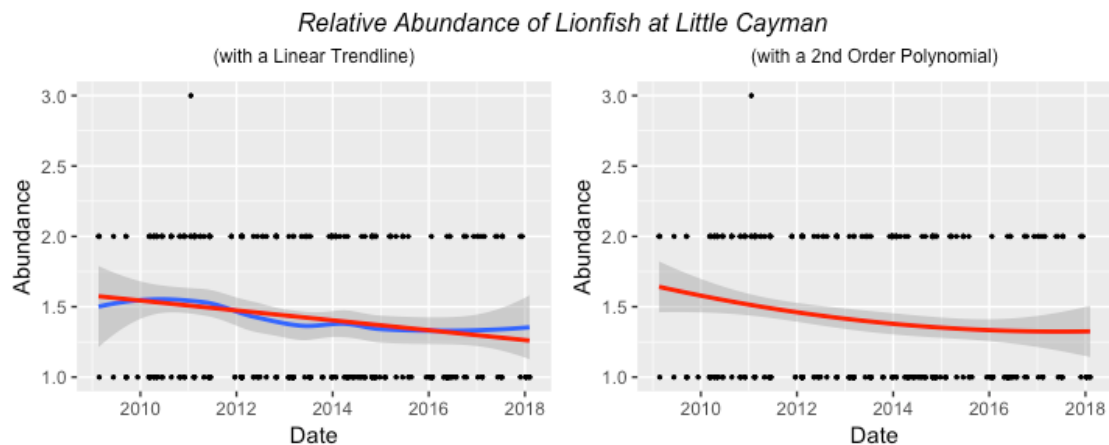 Relative Abundance of Lionfish at Little Cayman
(with a Linear Trendline)
(with a 2nd Order Polynomial)
3.0
2.5
2.0
1.5
1.0
Abundance
2010 2012 2014 2016 2018
Date
3.0
2.5
2.0
1.5
1.0
Abundance
2010 2012 2014 2016 2018
Date